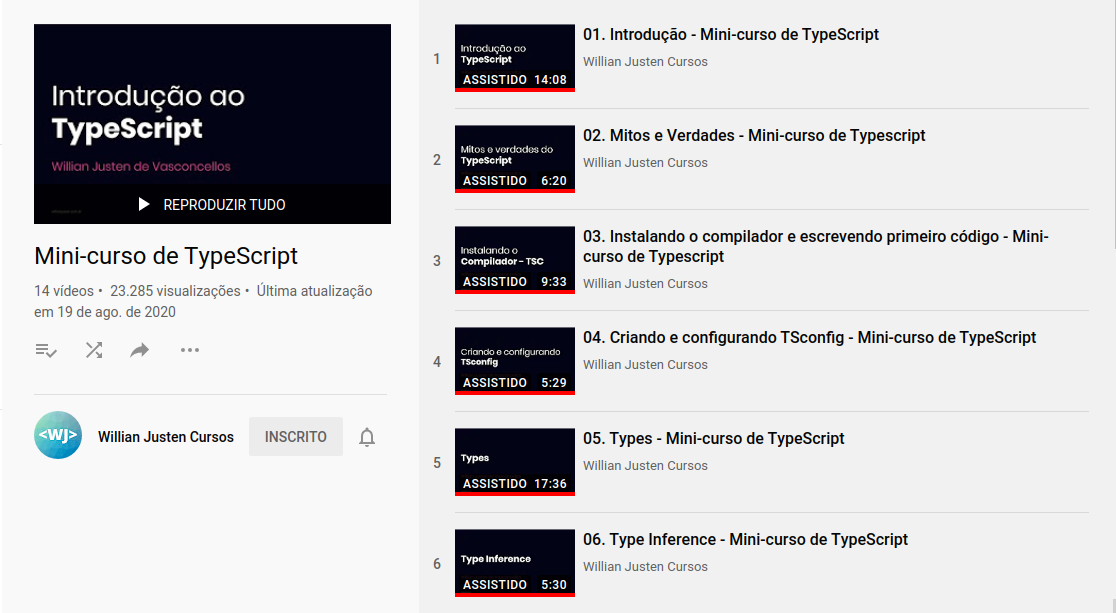 Introdução ao
TypeScript
Willian Justen de Vasconcellos
REPRODUZIR TUDO
Mini-curso de TypeScript
14 vídeos • 23.285 visualizações • Última atualização
em 19 de ago. de 2020
<WJ>
Willian Justen Cursos
INSCRITO
1
Introdução ao
TypeScript
ASSISTIDO 14:08
01. Introdução - Mini-curso de TypeScript
Willian Justen Cursos
2
Mitos e verdades do
TypeScript
ASSISTIDO 6:20
02. Mitos e Verdades - Mini-curso de Typescript
Willian Justen Cursos
3
Instalando o
Compilador - TSC
ASSISTIDO 9:33
03. Instalando o compilador e escrevendo primeiro código - Mini-
curso de Typescript
Willian Justen Cursos
4
Criando e configurando
TSconfig
ASSISTIDO 5:29
04. Criando e configurando TSconfig - Mini-curso de TypeScript
Willian Justen Cursos
5
Types
ASSISTIDO 17:36
05. Types - Mini-curso de TypeScript
Willian Justen Cursos
6
Type Inference
ASSISTIDO 5:30
06. Type Inference - Mini-curso de TypeScript
Willian Justen Cursos